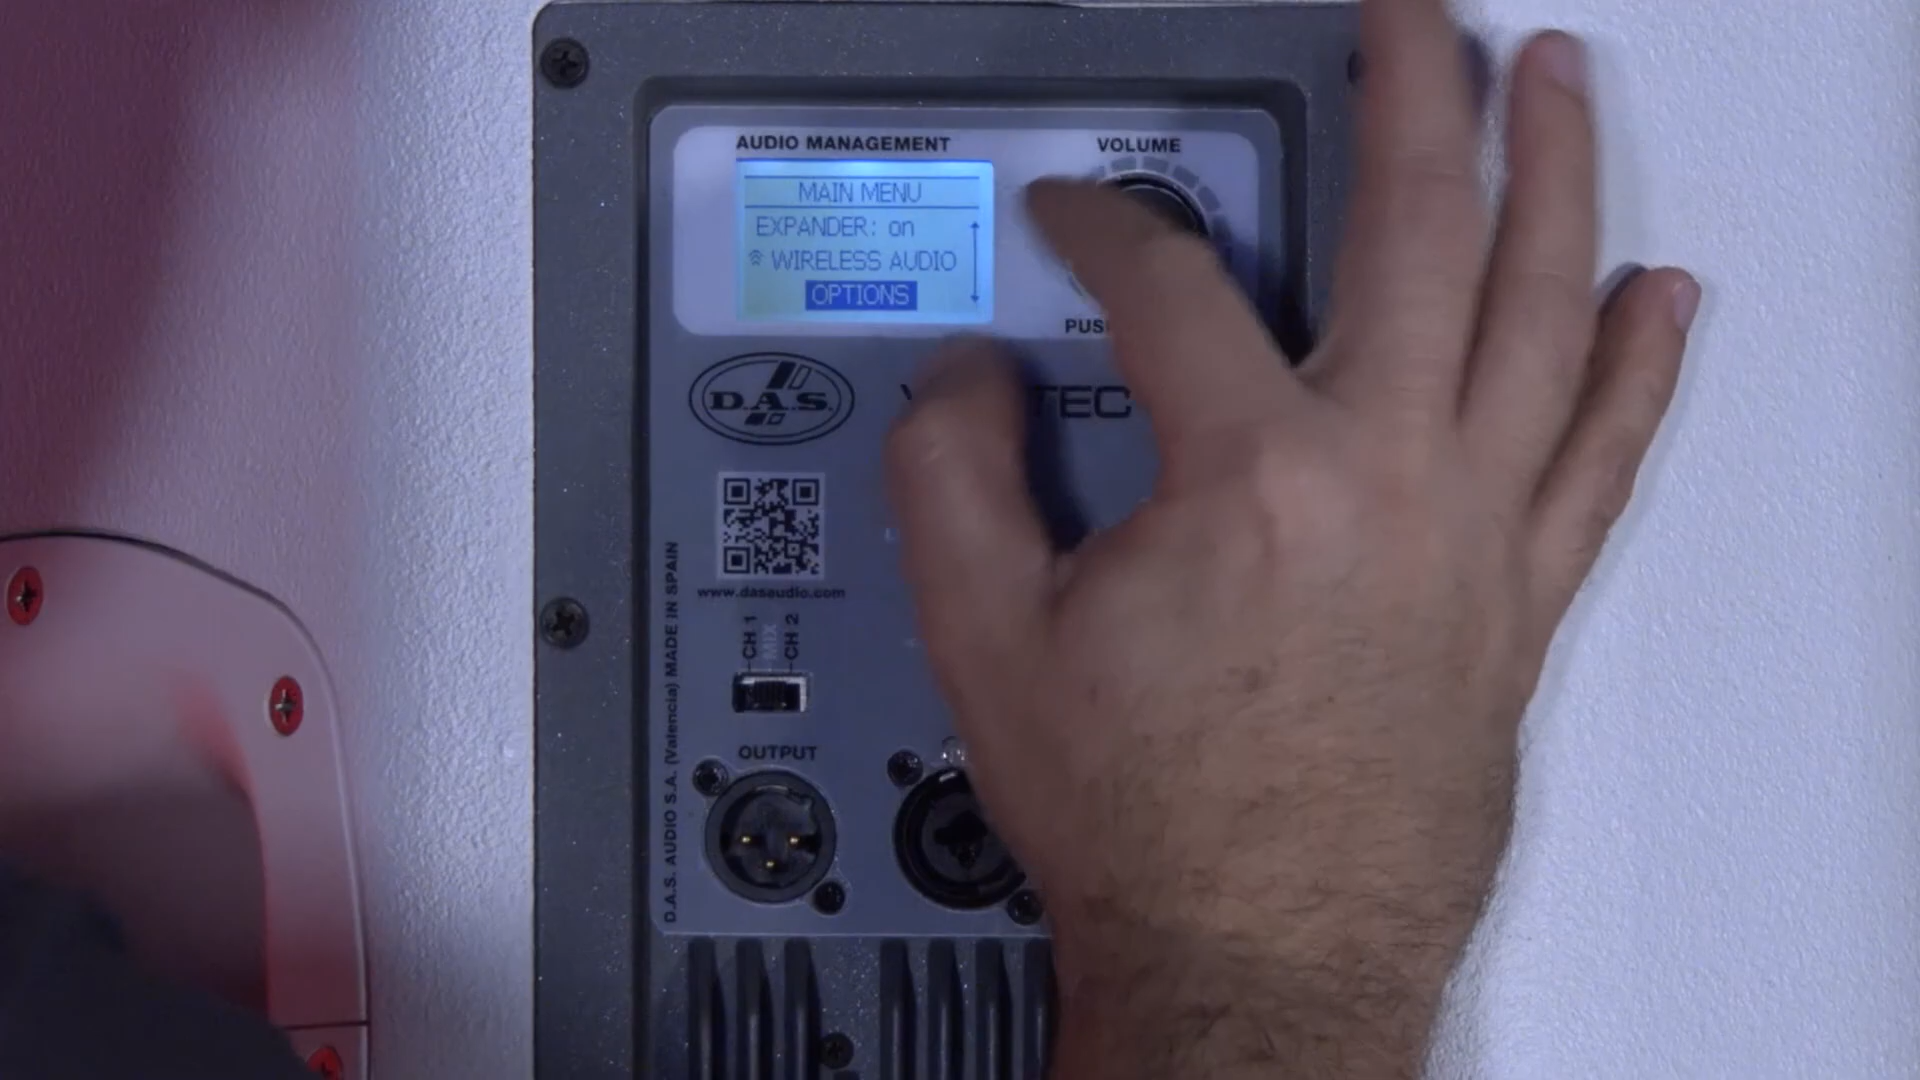 AUDIO MANAGEMENT
VOLUME
MAIN MENU
EXPANDER: on
WIRELESS AUDIO
OPTIONS
D.A.S.
www.dasaudio.com
CH 1
MIX
CH 2
D.A.S. AUDIO S.A. (Valencia) MADE IN SPAIN
OUTPUT